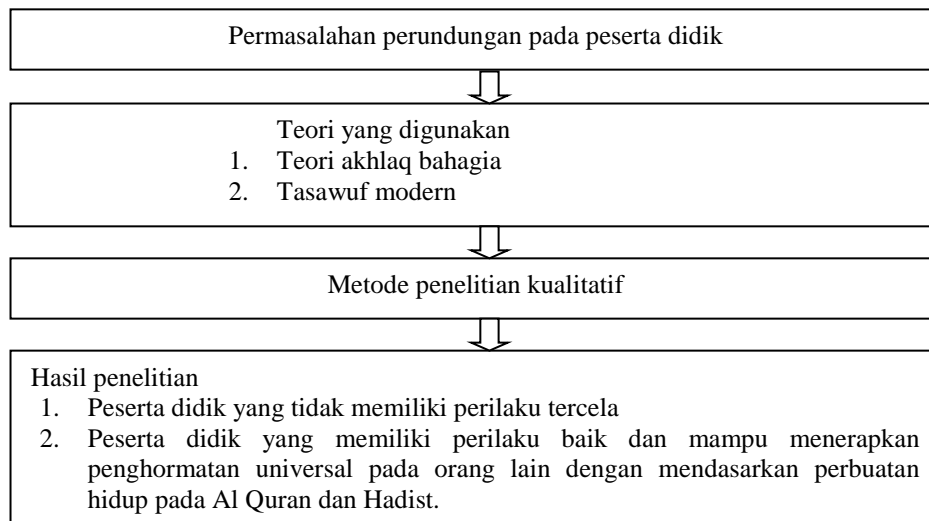 Permasalahan perundungan pada peserta didik
Teori yang digunakan
1. Teori akhlaq bahagia
2. Tasawuf modern
Metode penelitian kualitatif
Hasil penelitian
1. Peserta didik yang tidak memiliki perilaku tercela
2. Peserta didik yang memiliki perilaku baik dan mampu menerapkan
penghormatan universal pada orang lain dengan mendasarkan perbuatan
hidup pada Al Quran dan Hadist.